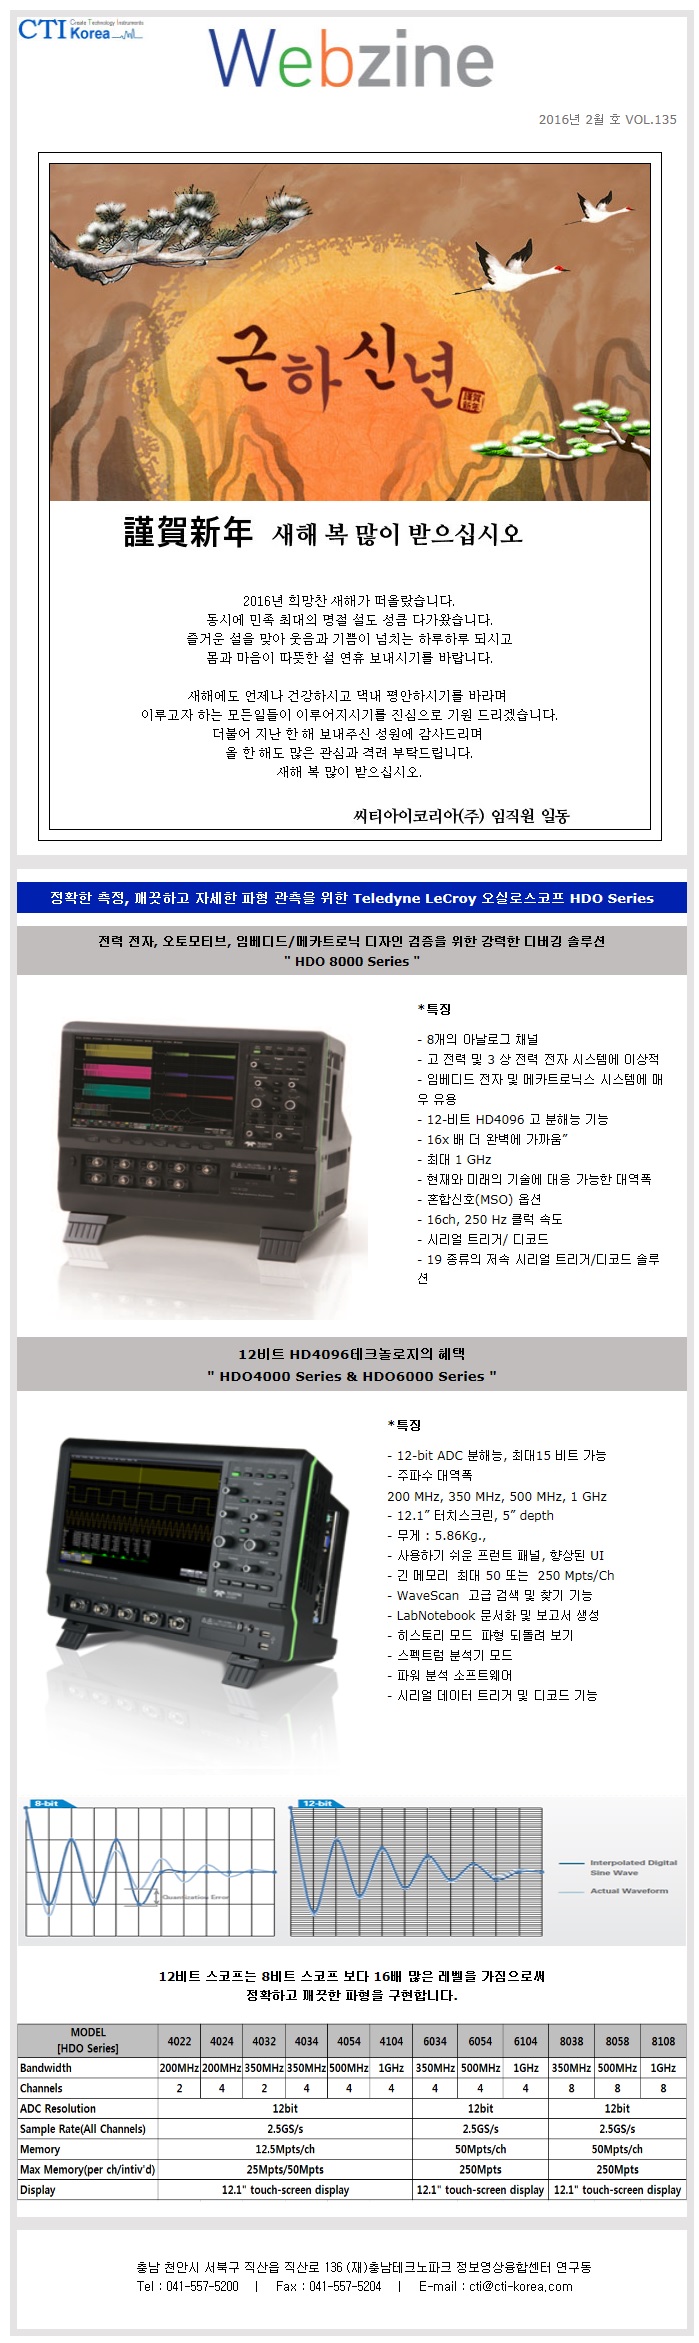 CTI Create Technology Instruments
Korea
Webzine
2016년 2월 호 VOL.135
근하신년
謹賀新年 새해 복 많이 받으십시오
2016년 희망찬 새해가 떠올랐습니다.
동시에 민족 최대의 명절 설도 성큼 다가왔습니다.
즐거운 설을 맞아 웃음과 기쁨이 넘치는 하루하루 되시고
몸과 마음이 따뜻한 설 연휴 보내시기를 바랍니다.
새해에도 언제나 건강하시고 댁내 평안하시기를 바라며
이루고자 하는 모든일들이 이루어지시기를 진심으로 기원 드리겠습니다.
더불어 지난 한 해 보내주신 성원에 감사드리며
올 한 해도 많은 관심과 격려 부탁드립니다.
새해 복 많이 받으십시오.
씨티아이코리아(주) 임직원 일동
정확한 측정, 깨끗하고 자세한 파형 관측을 위한 Teledyne LeCroy 오실로스코프 HDO Series
전력 전자, 오토모티브, 임베디드/메카트로닉 디자인 검증을 위한 강력한 디버깅 솔루션
" HDO 8000 Series "
*특징
- 8개의 아날로그 채널
- 고 전력 및 3 상 전력 전자 시스템에 이상적
- 임베디드 전자 및 메카트로닉스 시스템에 매
우 유용
- 12-비트 HD4096 고 분해능 기능
- 16x 배 더 완벽에 가까움”
- 최대 1 GHz
- 현재와 미래의 기술에 대응 가능한 대역폭
- 혼합신호(MSO) 옵션
- 16ch, 250 Hz 클럭 속도
- 시리얼 트리거/ 디코드
- 19 종류의 저속 시리얼 트리거/디코드 솔루
션
12비트 HD4096테크놀로지의 혜택
" HDO4000 Series & HDO6000 Series "
*특징
- 12-bit ADC 분해능, 최대15 비트 가능
- 주파수 대역폭
200 MHz, 350 MHz, 500 MHz, 1 GHz
- 12.1” 터치스크린, 5” depth
- 무게 : 5.86Kg.,
- 사용하기 쉬운 프런트 패널, 향상된 UI
- 긴 메모리 최대 50 또는 250 Mpts/Ch
- WaveScan 고급 검색 및 찾기 기능
- LabNotebook 문서화 및 보고서 생성
- 히스토리 모드 파형 되돌려 보기
- 스펙트럼 분석기 모드
- 파워 분석 소프트웨어
- 시리얼 데이터 트리거 및 디코드 기능
8-bit 12-bit
Interpolated Digital
Sine Wave
Actual Waveform
Quantization Error
12비트 스코프는 8비트 스코프 보다 16배 많은 레벨을 가짐으로써
정확하고 깨끗한 파형을 구현합니다.
MODEL
[HDO Series] 4022 4024 4032 4034 4054 4104 6034 6054 6104 8038 8058 8108
Bandwidth 200MHz 200MHz 350MHz 350MHz 500MHz 1GHz 350MHz 500MHz 1GHz 350MHz 500MHz 1GHz
Channels 2 4 2 4 4 4 4 4 4 8 8 8
ADC Resolution 12bit 12bit 12bit
Sample Rate(All Channels) 2.5GS/s 2.5GS/s 2.5GS/s
Memory 12.5Mpts/ch 50Mpts/ch 50Mpts/ch
Max Memory(per ch/intiv'd) 25Mpts/50Mpts 250Mpts 250Mpts
Display 12.1" touch-screen display 12.1" touch-screen display 12.1" touch-screen display
충남 천안시 서북구 직산읍 직산로 136 (재)충남테크노파크 정보영상융합센터 연구동
Tel : 041-557-5200 | Fax : 041-557-5204 | E-mail : cti@cti-korea.com